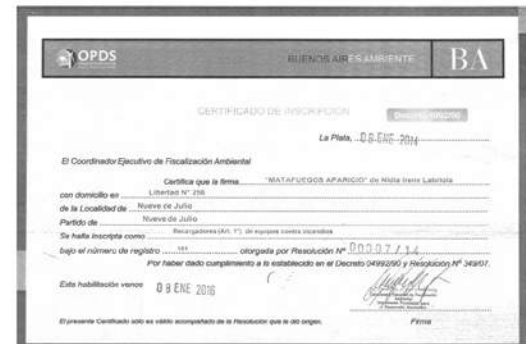 OPDS
BUENOS AIRES AMBIENTE
BA
CERTIFICADO DE INSCRIPCION
La Plata, 08 ENE 2014
El Coordinador Ejecutivo de Fiscalización Ambiental
Certifica que la firma "MATAFUEGOS APARICIO" de Nidia Irene Labriola
con domicilio en Libertad N° 256
de la Localidad de Nueve de Julio
Partido de Nueve de Julio
Se halla inscripta como Recargadores (Art. 1°) de equipos contra incendios
bajo el número de registro otorgada por Resolución N° 00007/14
Por haber dado cumplimiento a lo establecido en el Decreto 04992/90 y Resolución N° 349/07.
Esta habilitación vence 08 ENE 2016
El presente Certificado sólo es válido acompañado de la Resolución que le dió origen.
Firma